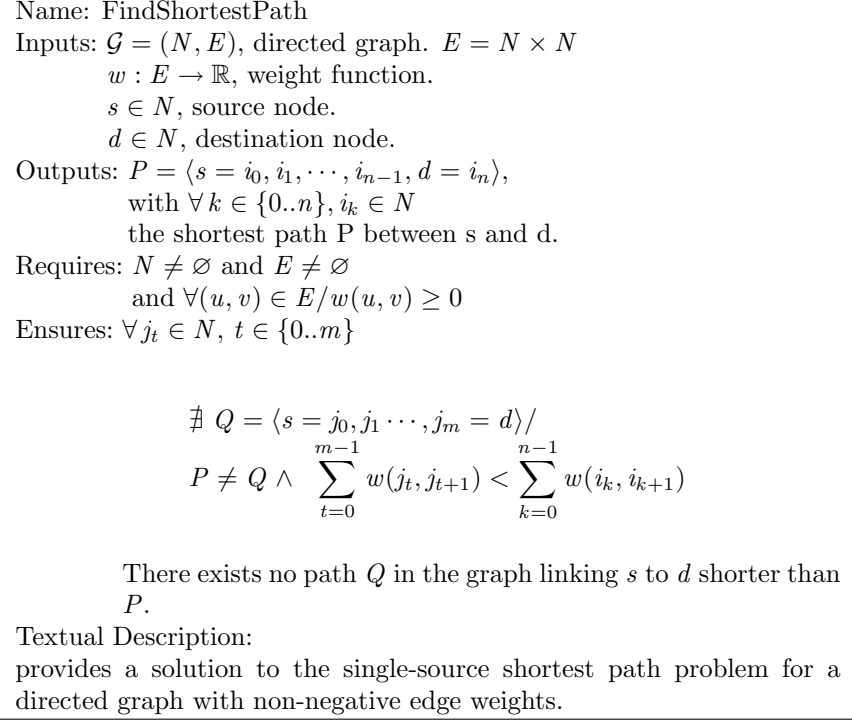 Name: FindShortestPath
Inputs: 𝒢 = (N, E), directed graph. E = N × N
w : E → ℝ, weight function.
s ∈ N, source node.
d ∈ N, destination node.
Outputs: P = ⟨s = i₀, i₁, ⋯ , iₙ₋₁, d = iₙ⟩,
with ∀ k ∈ {0..n}, iₖ ∈ N
the shortest path P between s and d.
Requires: N ≠ ∅ and E ≠ ∅
and ∀(u, v) ∈ E/w(u, v) ≥ 0
Ensures: ∀ jₜ ∈ N, t ∈ {0..m}
∄ Q = ⟨s = j₀, j₁ ⋯ , jₘ = d⟩/
P ≠ Q ∧ ∑_{t=0}^{m−1} w(jₜ, jₜ₊₁) < ∑_{k=0}^{n−1} w(iₖ, iₖ₊₁)
There exists no path Q in the graph linking s to d shorter than
P.
Textual Description:
provides a solution to the single-source shortest path problem for a
directed graph with non-negative edge weights.